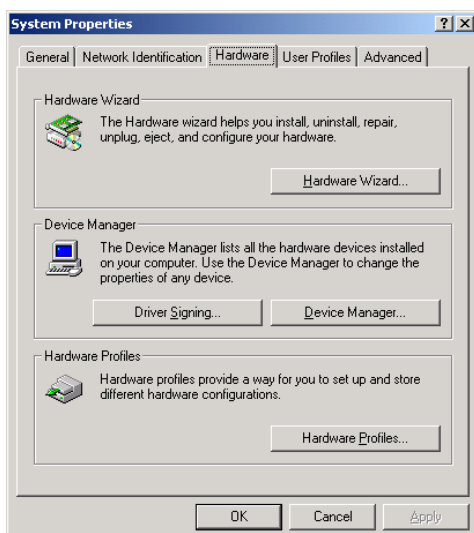 System Properties
General Network Identification Hardware User Profiles Advanced
Hardware Wizard
The Hardware wizard helps you install, uninstall, repair,
unplug, eject, and configure your hardware.
Hardware Wizard...
Device Manager
The Device Manager lists all the hardware devices installed
on your computer. Use the Device Manager to change the
properties of any device.
Driver Signing... Device Manager...
Hardware Profiles
Hardware profiles provide a way for you to set up and store
different hardware configurations.
Hardware Profiles...
OK Cancel Apply